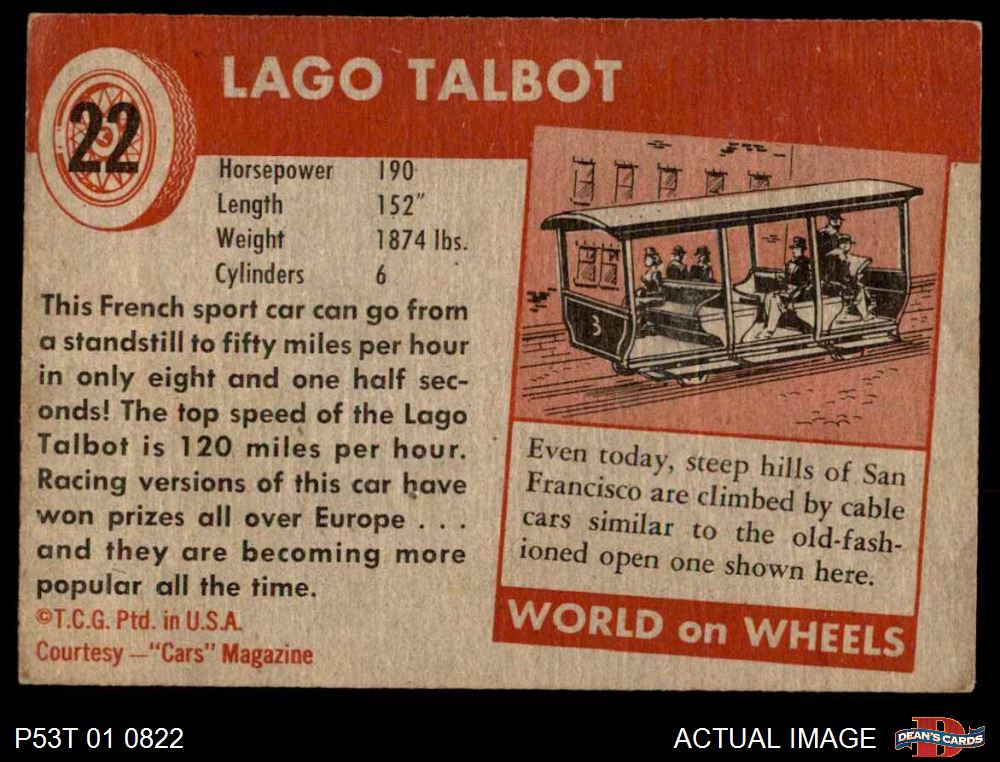 22
LAGO TALBOT
Horsepower 190
Length 152"
Weight 1874 lbs.
Cylinders 6
This French sport car can go from
a standstill to fifty miles per hour
in only eight and one half sec-
onds! The top speed of the Lago
Talbot is 120 miles per hour.
Racing versions of this car have
won prizes all over Europe . . .
and they are becoming more
popular all the time.
©T.C.G. Ptd. in U.S.A.
Courtesy —"Cars" Magazine
3
Even today, steep hills of San
Francisco are climbed by cable
cars similar to the old-fash-
ioned open one shown here.
WORLD on WHEELS
P53T 01 0822
ACTUAL IMAGE
DEAN'S CARDS